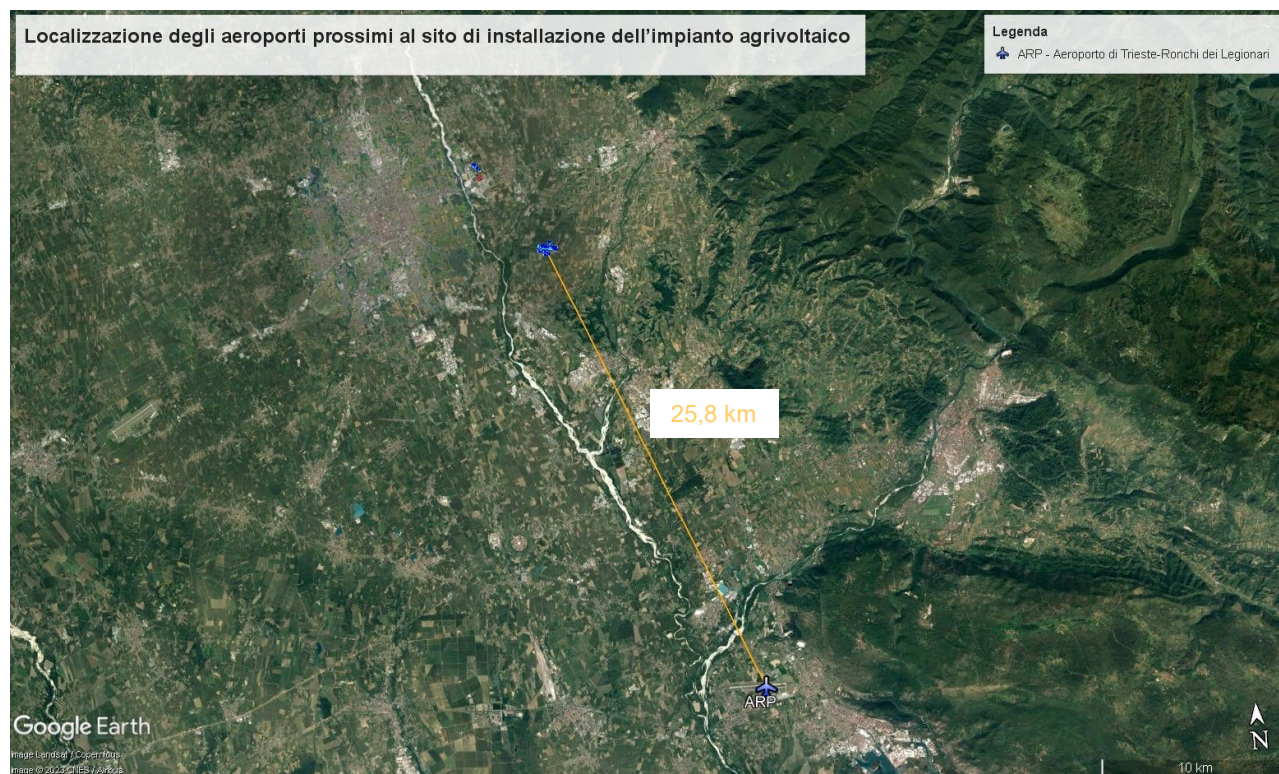 Localizzazione degli aeroporti prossimi al sito di installazione dell'impianto agrivoltaico
Legenda
ARP - Aeroporto di Trieste-Ronchi dei Legionari
25,8 km
ARP
Google Earth
N
Image Landsat / Copernicus
Image © 2023 CNES / Airbus
10 km